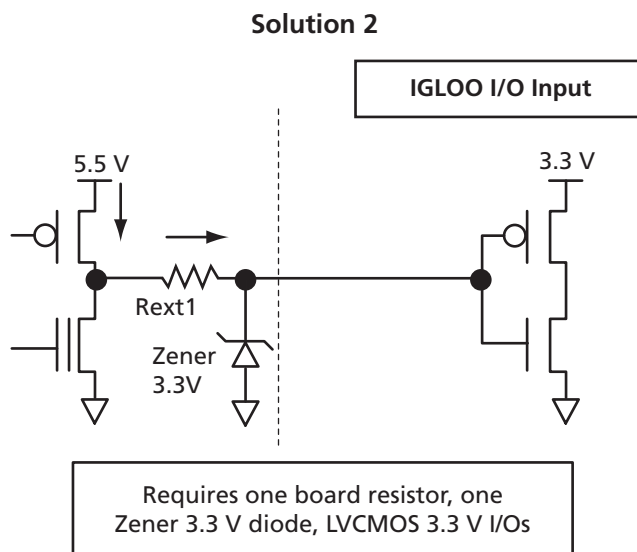 Solution 2
IGLOO I/O Input
5.5 V
3.3 V
Rext1
Zener
3.3V
Requires one board resistor, one
Zener 3.3 V diode, LVCMOS 3.3 V I/Os